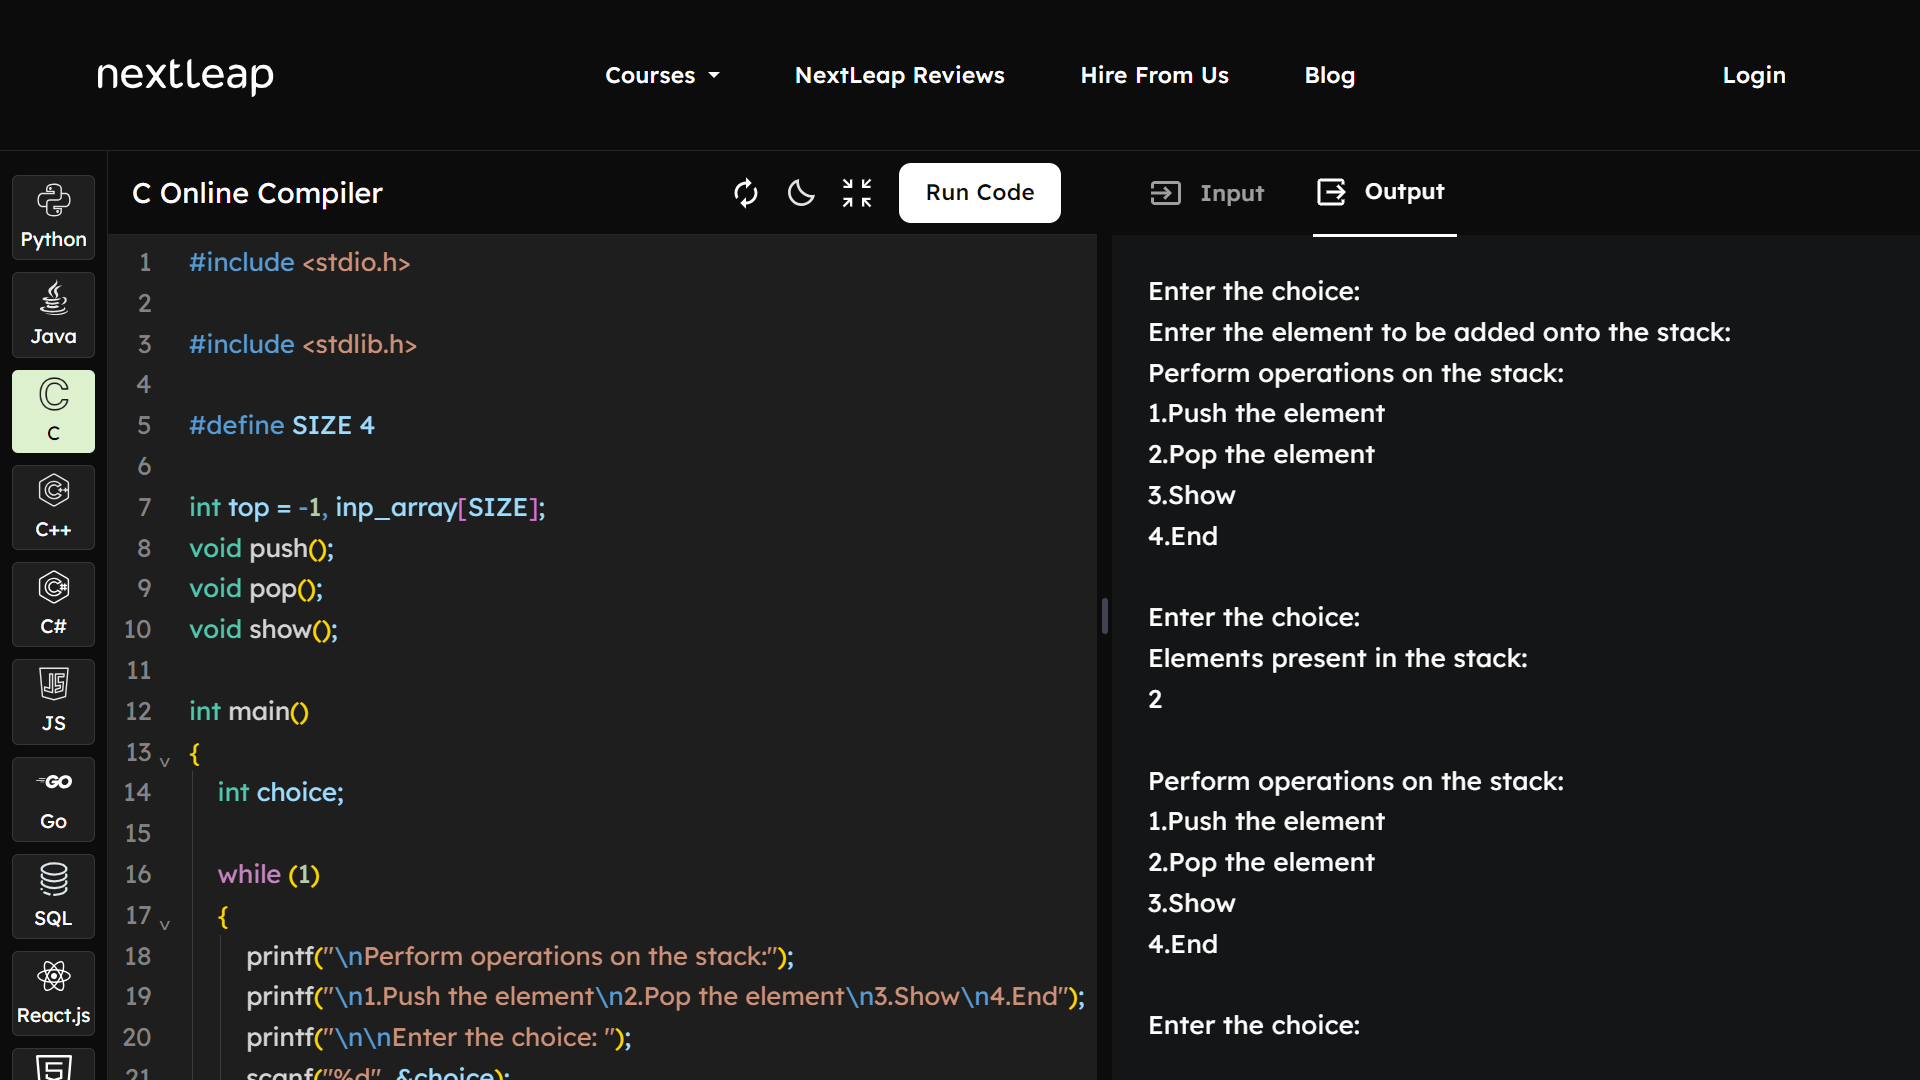 nextleap
Courses
NextLeap Reviews
Hire From Us
Blog
Login
Python
Java
C
C
C++
C++
C#
C#
JS
JS
GO
Go
SQL
React.js
5
C Online Compiler
Run Code
1 #include <stdio.h>
2
3 #include <stdlib.h>
4
5 #define SIZE 4
6
7 int top = -1, inp_array[SIZE];
8 void push();
9 void pop();
10 void show();
11
12 int main()
13 {
14 int choice;
15
16 while (1)
17 {
18 printf("\nPerform operations on the stack:");
19 printf("\n1.Push the element\n2.Pop the element\n3.Show\n4.End");
20 printf("\n\nEnter the choice: ");
21 scanf("%d", &choice);
Input
Output
Enter the choice:
Enter the element to be added onto the stack:
Perform operations on the stack:
1.Push the element
2.Pop the element
3.Show
4.End
Enter the choice:
Elements present in the stack:
2
Perform operations on the stack:
1.Push the element
2.Pop the element
3.Show
4.End
Enter the choice: